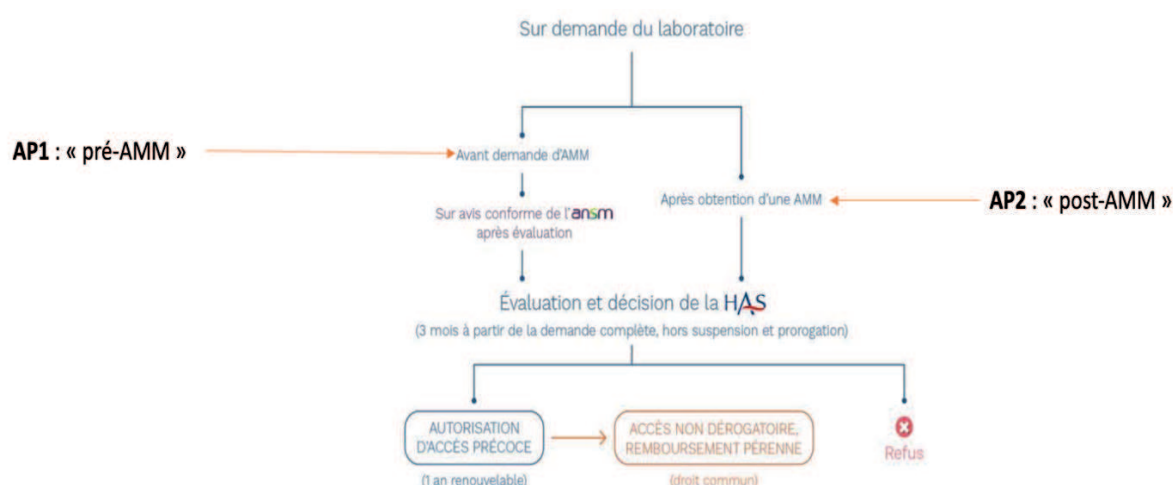 Sur demande du laboratoire
AP1 : « pré-AMM »
Avant demande d'AMM
Sur avis conforme de l'ansm
après évaluation
Après obtention d'une AMM
AP2 : « post-AMM »
Évaluation et décision de la HAS
(3 mois à partir de la demande complète, hors suspension et prorogation)
AUTORISATION
D'ACCÈS PRÉCOCE
(1 an renouvelable)
ACCÈS NON DÉROGATOIRE,
REMBOURSEMENT PÉRENNE
(droit commun)
Refus